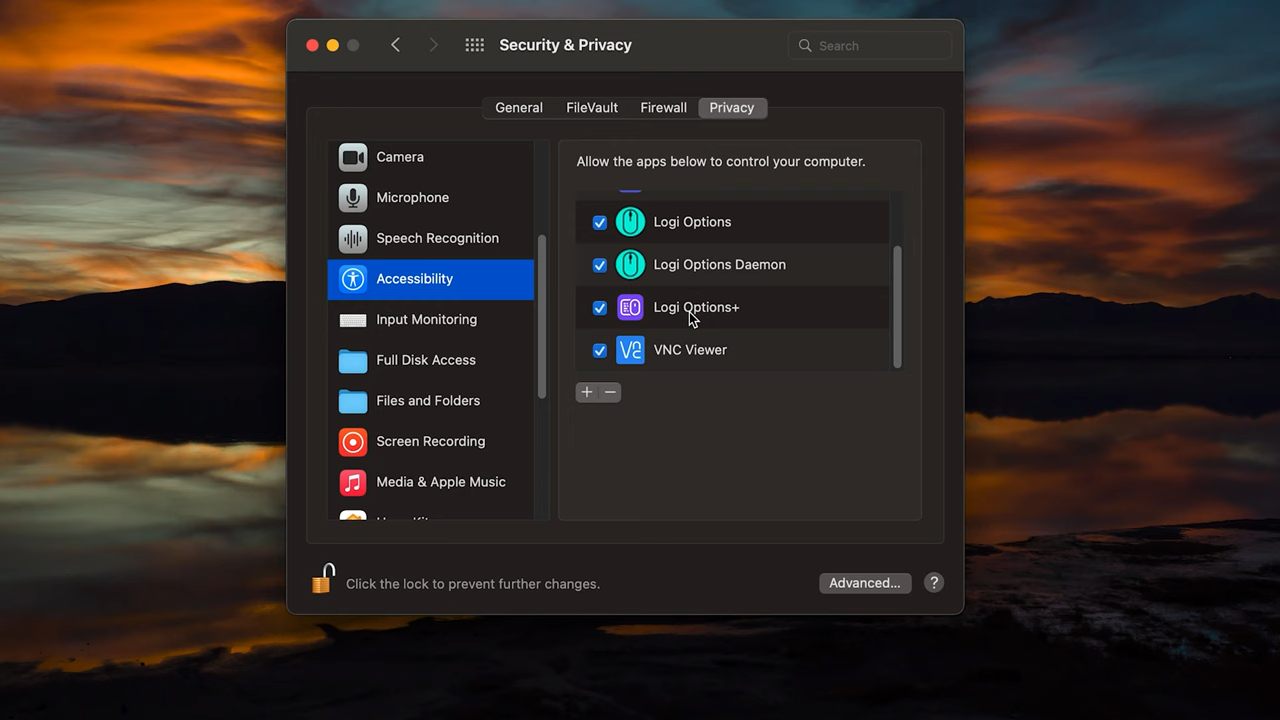 Security & Privacy
Search
General
FileVault
Firewall
Privacy
Camera
Microphone
Speech Recognition
Accessibility
Input Monitoring
Full Disk Access
Files and Folders
Screen Recording
Media & Apple Music
Allow the apps below to control your computer.
Logi Options
Logi Options Daemon
Logi Options+
VNC Viewer
+ −
Click the lock to prevent further changes.
Advanced...
?